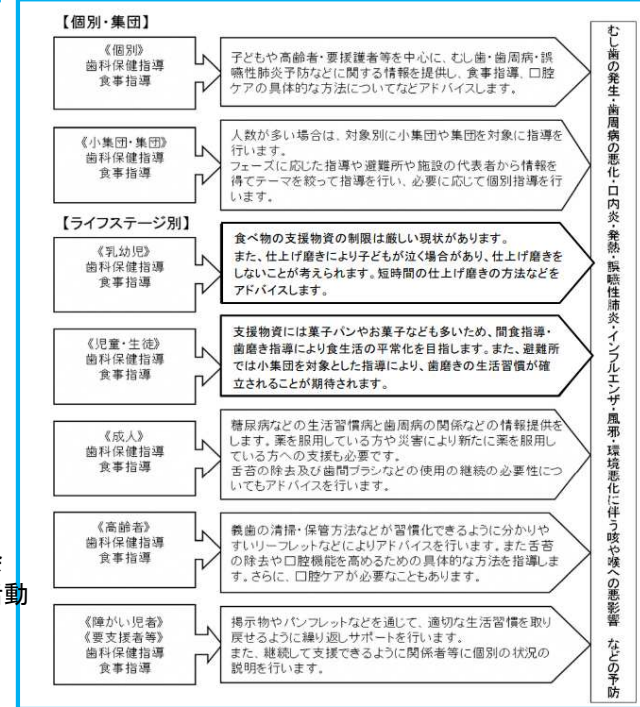 【個別・集団】
《個別》
歯科保健指導
食事指導
子どもや高齢者・要援護者等を中心に、むし歯・歯周病・誤
嚥性肺炎予防などに関する情報を提供し、食事指導、口腔
ケアの具体的な方法についてなどアドバイスします。
《小集団・集団》
歯科保健指導
食事指導
人数が多い場合は、対象別に小集団や集団を対象に指導を
行います。
フェーズに応じた指導や避難所や施設の代表者から情報を
得てテーマを絞って指導を行い、必要に応じて個別指導を行
います。
【ライフステージ別】
《乳幼児》
歯科保健指導
食事指導
食べ物の支援物資の制限は厳しい現状があります。
また、仕上げ磨きにより子どもが泣く場合があり、仕上げ磨きを
しないことが考えられます。短時間の仕上げ磨きの方法などを
アドバイスします。
《児童・生徒》
歯科保健指導
食事指導
支援物資には菓子パンやお菓子なども多いため、間食指導・
歯磨き指導により食生活の平常化を目指します。また、避難所
では小集団を対象とした指導により、歯磨きの生活習慣が確
立されることが期待されます。
《成人》
歯科保健指導
食事指導
糖尿病などの生活習慣病と歯周病の関係などの情報提供を
します。薬を服用している方や災害により新たに薬を服用し
ている方への支援も必要です。
舌苔の除去及び歯間ブラシなどの使用の継続の必要性につ
いてもアドバイスを行います。
《高齢者》
歯科保健指導
食事指導
義歯の清掃・保管方法などが習慣化できるように分かりや
すいリーフレットなどによりアドバイスを行います。また舌苔
の除去や口腔機能を高めるための具体的な方法を指導しま
す。さらに、口腔ケアが必要なこともあります。
《障がい児者》
《要支援者等》
歯科保健指導
食事指導
掲示物やパンフレットなどを通じて、適切な生活習慣を取り
戻せるように繰り返しサポートを行います。
また、継続して支援できるように関係者等に個別の状況の
説明を行います。
むし歯の発生・歯周病の悪化・口内炎・発熱・誤嚥性肺炎・インフルエンザ・風邪・環境悪化に伴う咳や喉への悪影響 などの予防
動